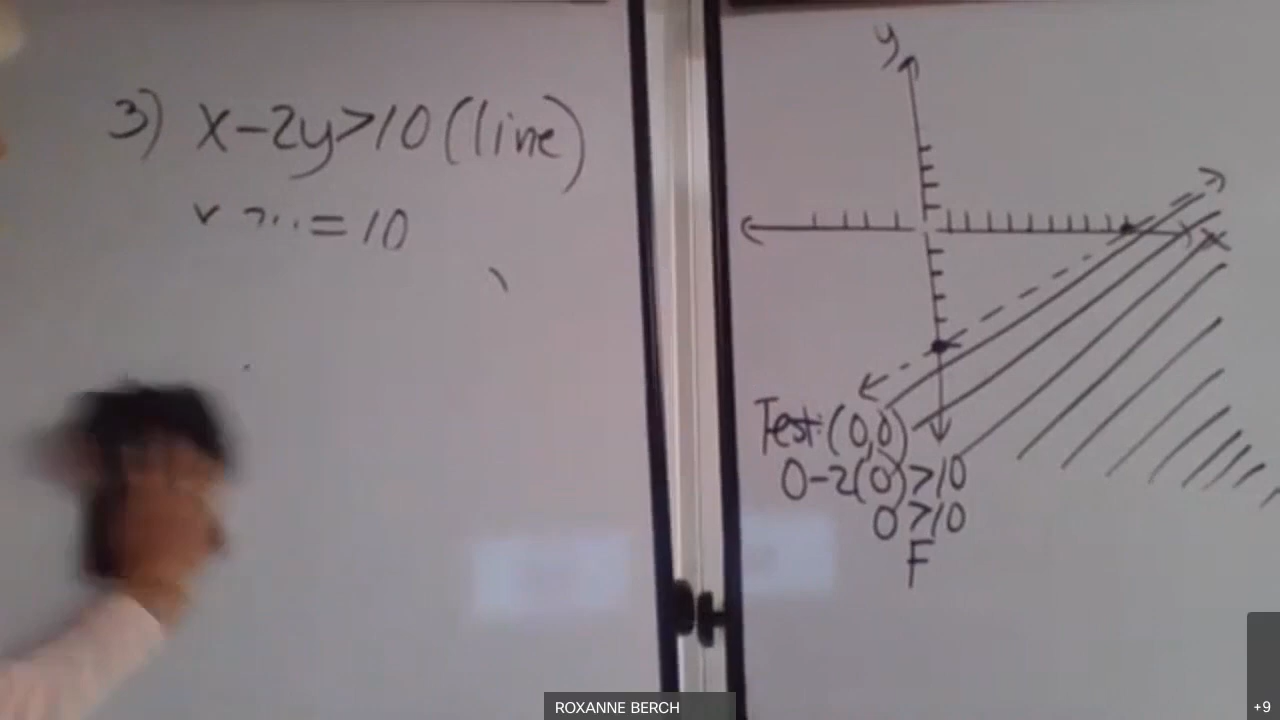 3) x-2y>10 (line)
= 10
y
x
Test: (0,0)
0-2(0)>10
0>10
F
ROXANNE BERCH
+9